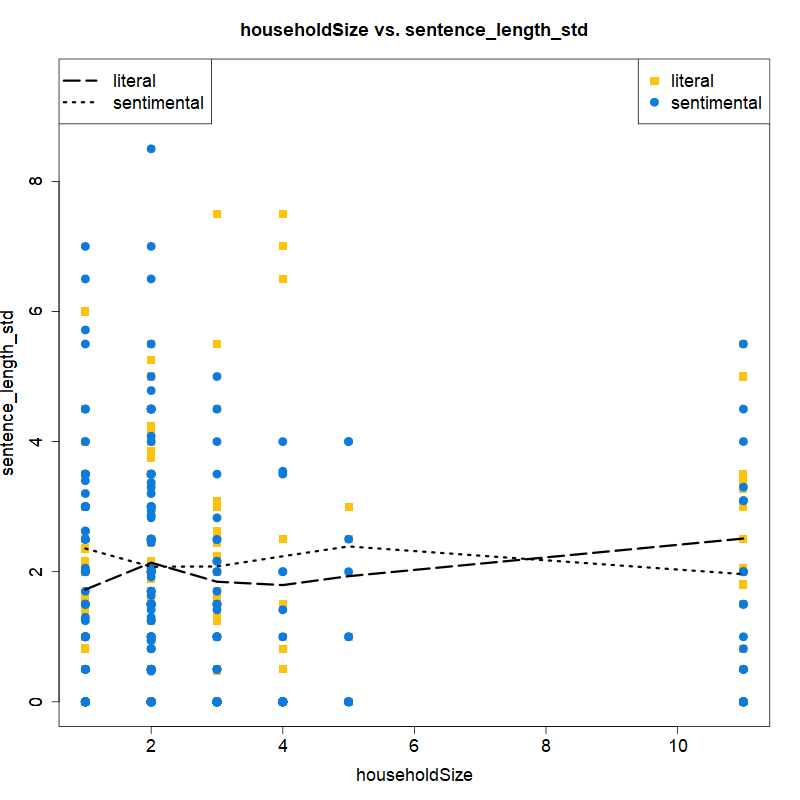 householdSize vs. sentence_length_std
literal
sentimental
literal
sentimental
sentence_length_std
8
6
4
2
0
2
4
6
8
10
householdSize